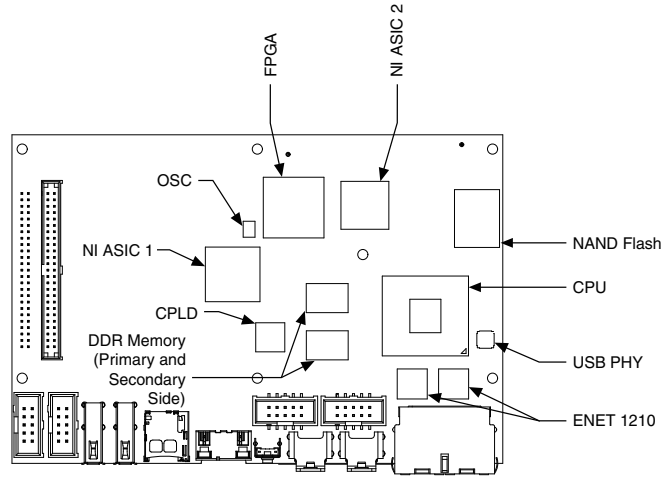 FPGA
NI ASIC 2
OSC
NI ASIC 1
NAND Flash
CPU
CPLD
DDR Memory
(Primary and
Secondary
Side)
USB PHY
ENET 1210